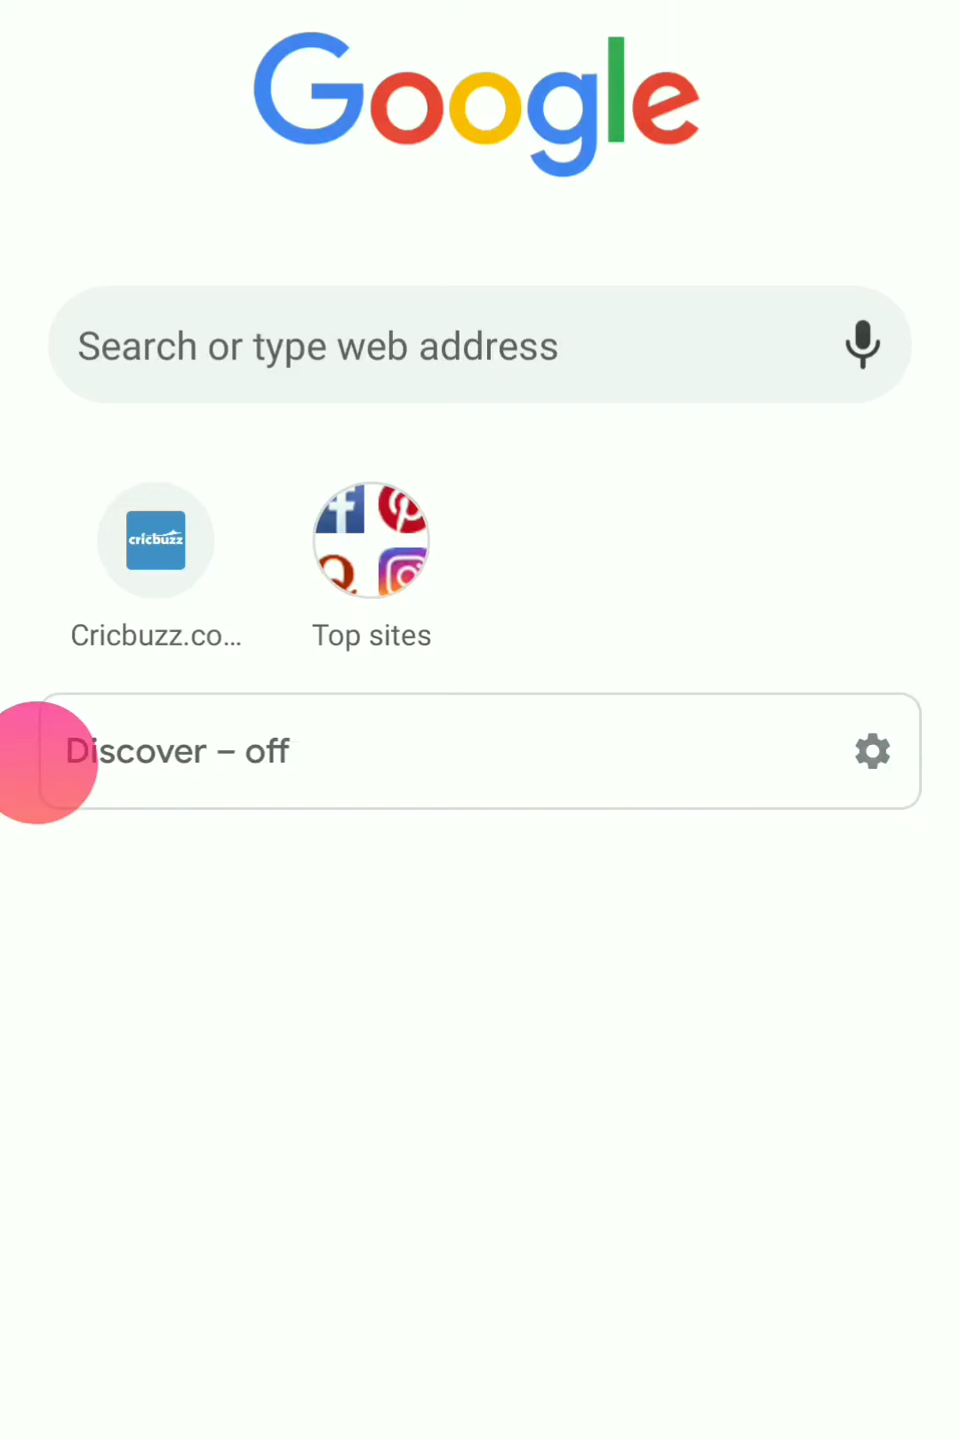 Google
Search or type web address
cricbuzz
Cricbuzz.co...
Top sites
Discover – off